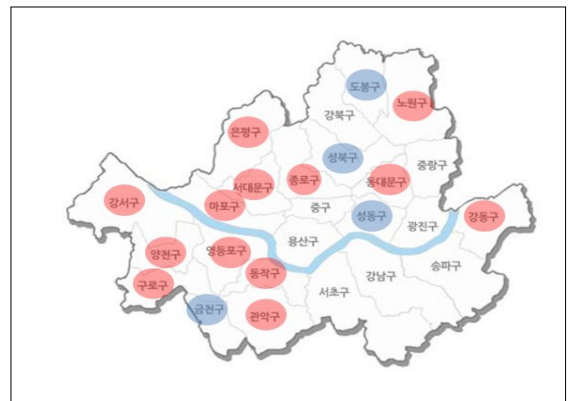 도봉구
노원구
강북구
은평구
성북구
중랑구
서대문구
종로구
동대문구
강서구
마포구
중구
성동구
광진구
강동구
양천구
영등포구
용산구
동작구
강남구
송파구
구로구
서초구
금천구
관악구